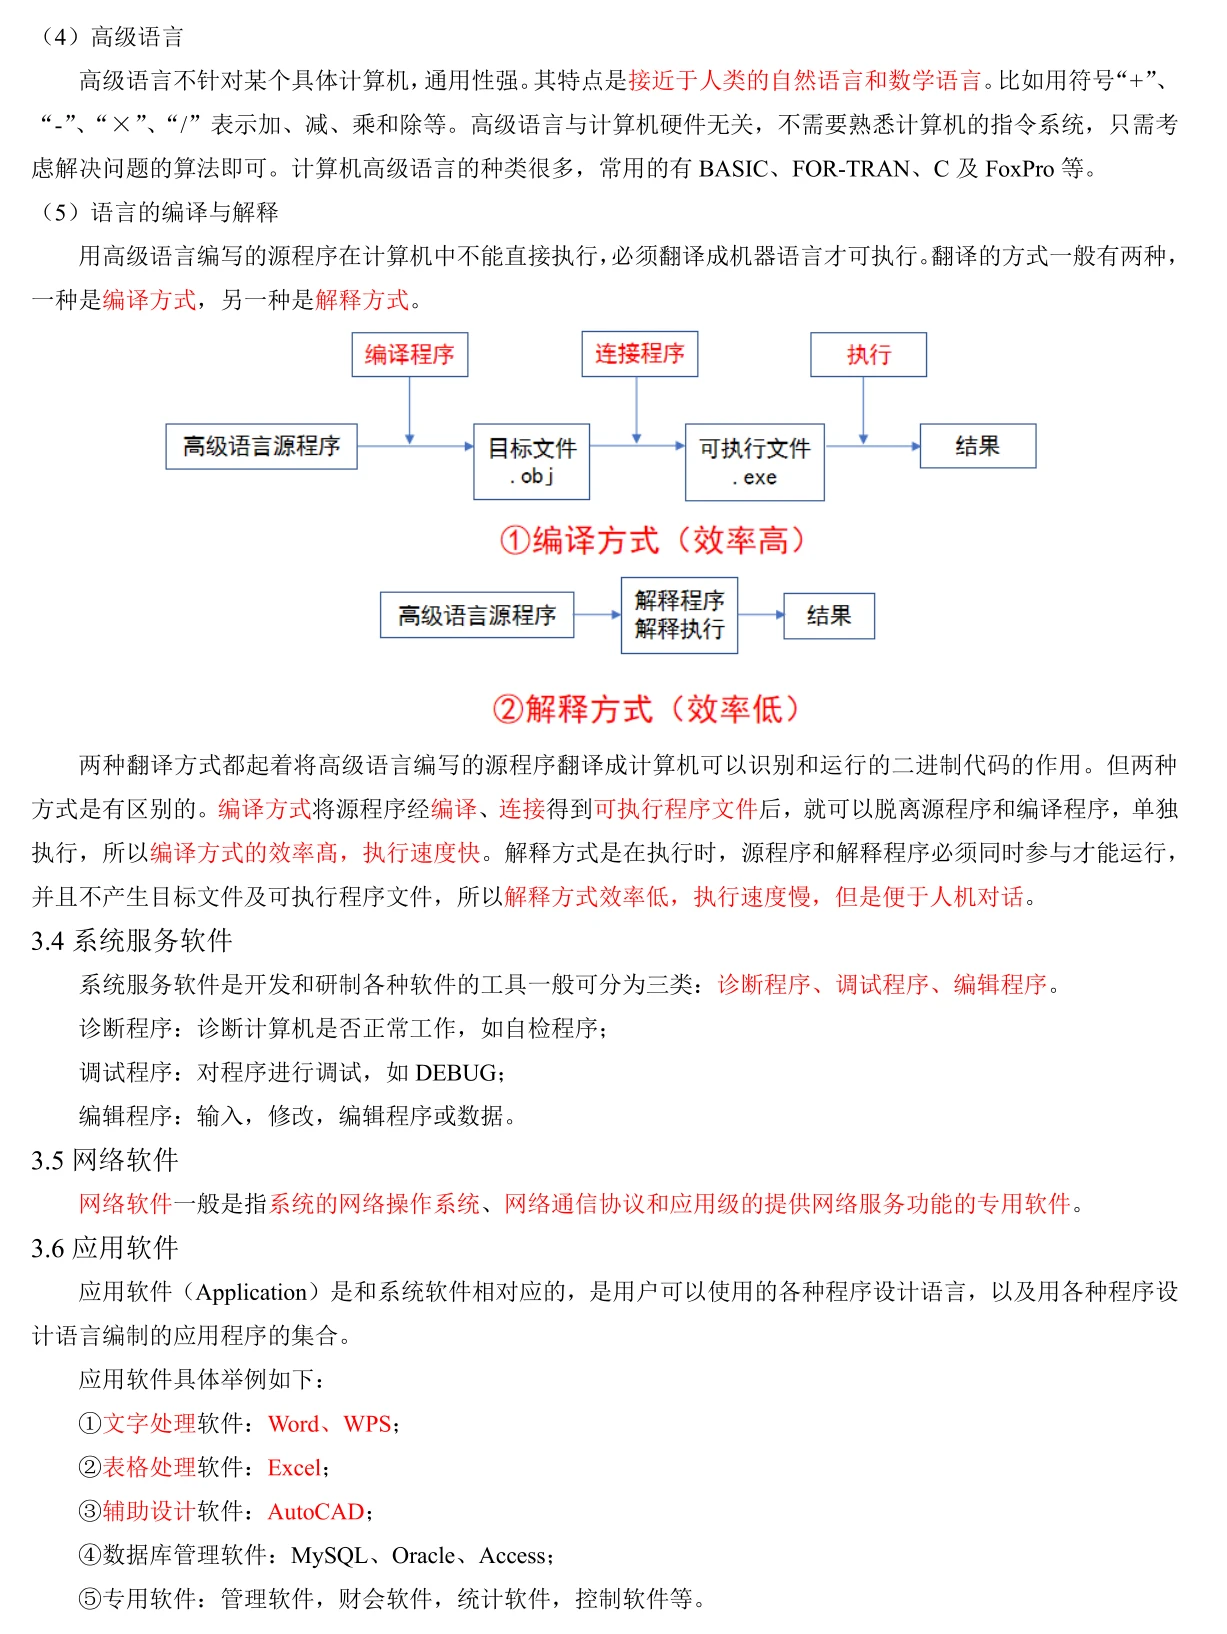 （4）高级语言
高级语言不针对某个具体计算机，通用性强。其特点是接近于人类的自然语言和数学语言。比如用符号“+”、
“-”、“×”、“/”表示加、减、乘和除等。高级语言与计算机硬件无关，不需要熟悉计算机的指令系统，只需考
虑解决问题的算法即可。计算机高级语言的种类很多，常用的有 BASIC、FOR-TRAN、C 及 FoxPro 等。
（5）语言的编译与解释
用高级语言编写的源程序在计算机中不能直接执行，必须翻译成机器语言才可执行。翻译的方式一般有两种，
一种是编译方式，另一种是解释方式。
编译程序 连接程序 执行
高级语言源程序 目标文件 可执行文件 结果
.obj .exe
①编译方式（效率高）
高级语言源程序 解释程序 结果
解释执行
②解释方式（效率低）
两种翻译方式都起着将高级语言编写的源程序翻译成计算机可以识别和运行的二进制代码的作用。但两种
方式是有区别的。编译方式将源程序经编译、连接得到可执行程序文件后，就可以脱离源程序和编译程序，单独
执行，所以编译方式的效率髙，执行速度快。解释方式是在执行时，源程序和解释程序必须同时参与才能运行，
并且不产生目标文件及可执行程序文件，所以解释方式效率低，执行速度慢，但是便于人机对话。
3.4 系统服务软件
系统服务软件是开发和研制各种软件的工具一般可分为三类：诊断程序、调试程序、编辑程序。
诊断程序：诊断计算机是否正常工作，如自检程序；
调试程序：对程序进行调试，如 DEBUG；
编辑程序：输入，修改，编辑程序或数据。
3.5 网络软件
网络软件一般是指系统的网络操作系统、网络通信协议和应用级的提供网络服务功能的专用软件。
3.6 应用软件
应用软件（Application）是和系统软件相对应的，是用户可以使用的各种程序设计语言，以及用各种程序设
计语言编制的应用程序的集合。
应用软件具体举例如下：
①文字处理软件：Word、WPS；
②表格处理软件：Excel；
③辅助设计软件：AutoCAD；
④数据库管理软件：MySQL、Oracle、Access；
⑤专用软件：管理软件，财会软件，统计软件，控制软件等。